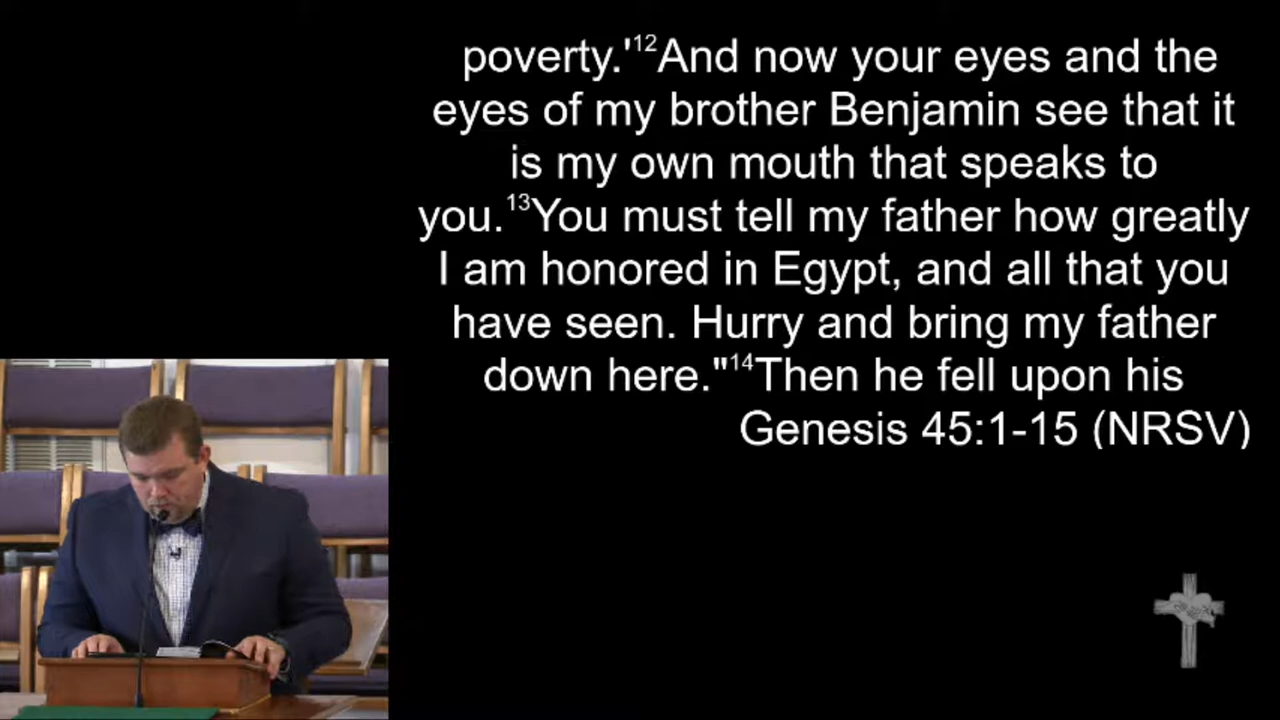 poverty.'12And now your eyes and the
eyes of my brother Benjamin see that it
is my own mouth that speaks to
you.13You must tell my father how greatly
I am honored in Egypt, and all that you
have seen. Hurry and bring my father
down here."14Then he fell upon his
Genesis 45:1-15 (NRSV)